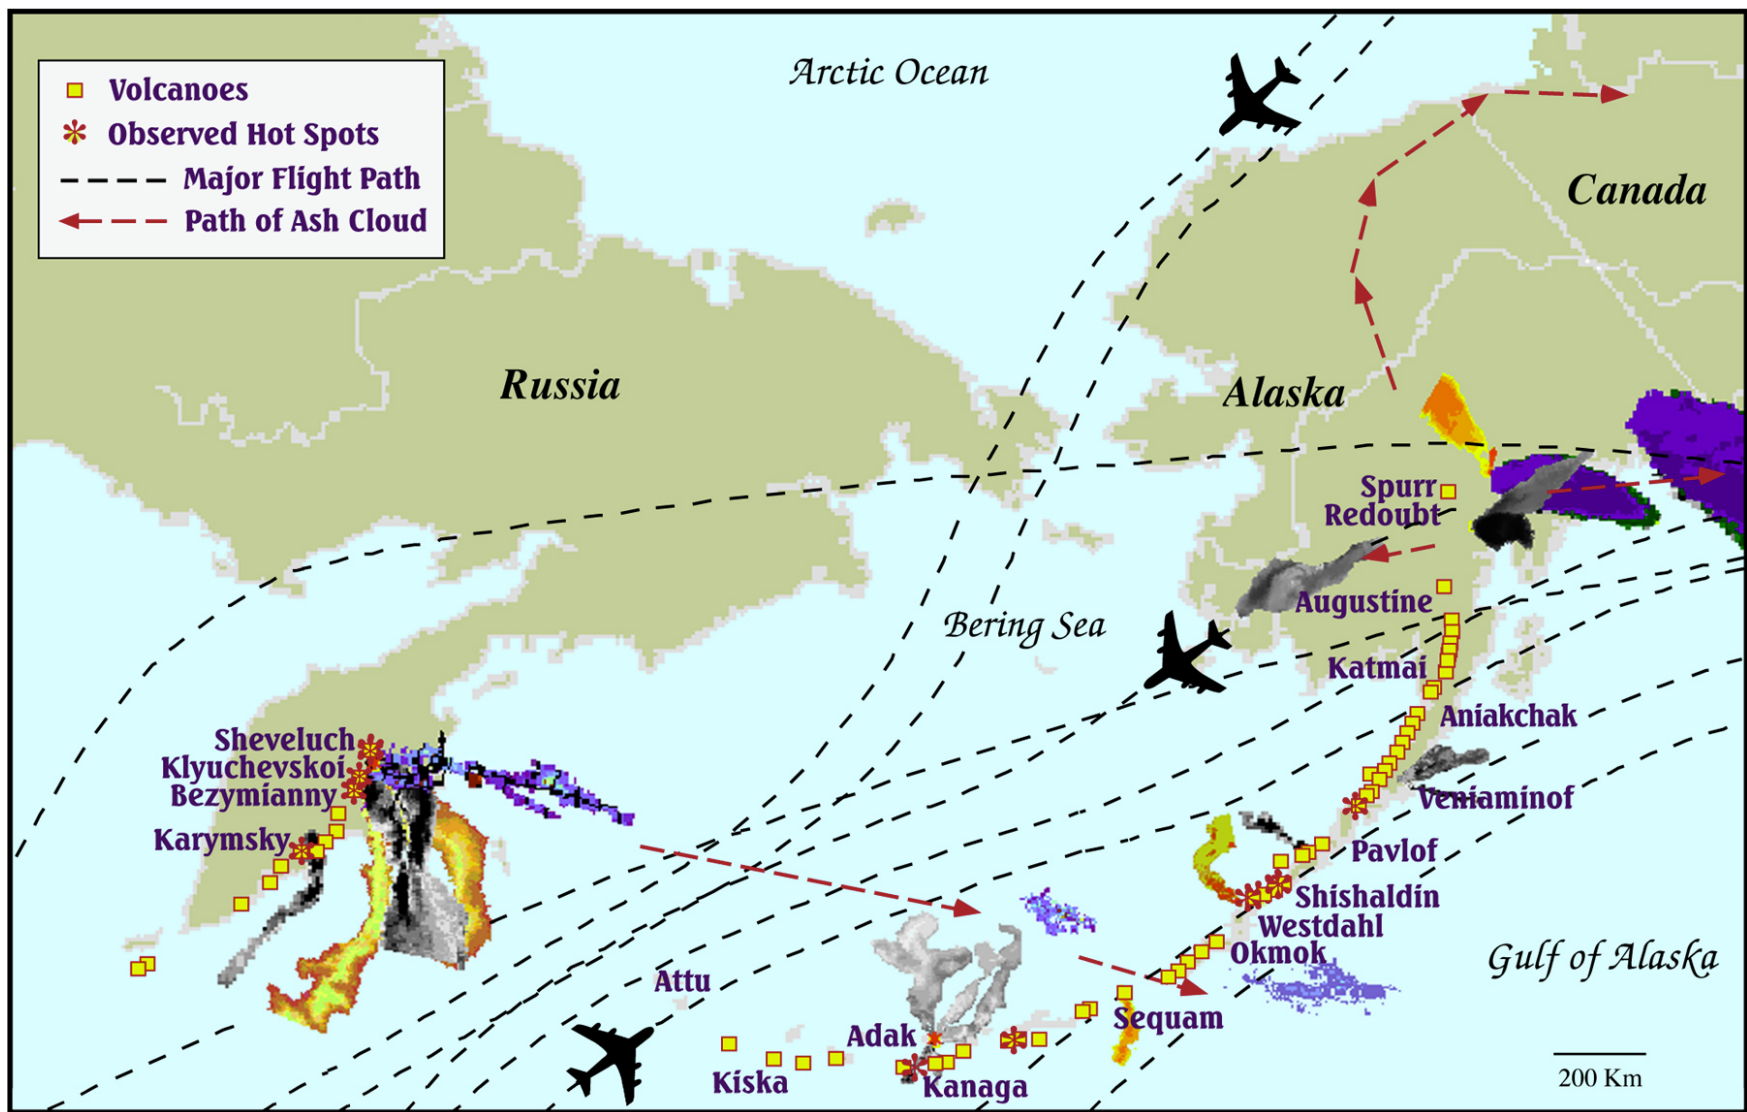 Arctic Ocean
Volcanoes
Observed Hot Spots
Major Flight Path
Path of Ash Cloud
Canada
Russia
Alaska
Spurr
Redoubt
Augustine
Bering Sea
Katmai
Aniakchak
Sheveluch
Klyuchevskoi
Bezymianny
Veniaminof
Karymsky
Pavlof
Shishaldin
Westdahl
Okmok
Gulf of Alaska
Attu
Sequam
Adak
Kiska
Kanaga
200 Km